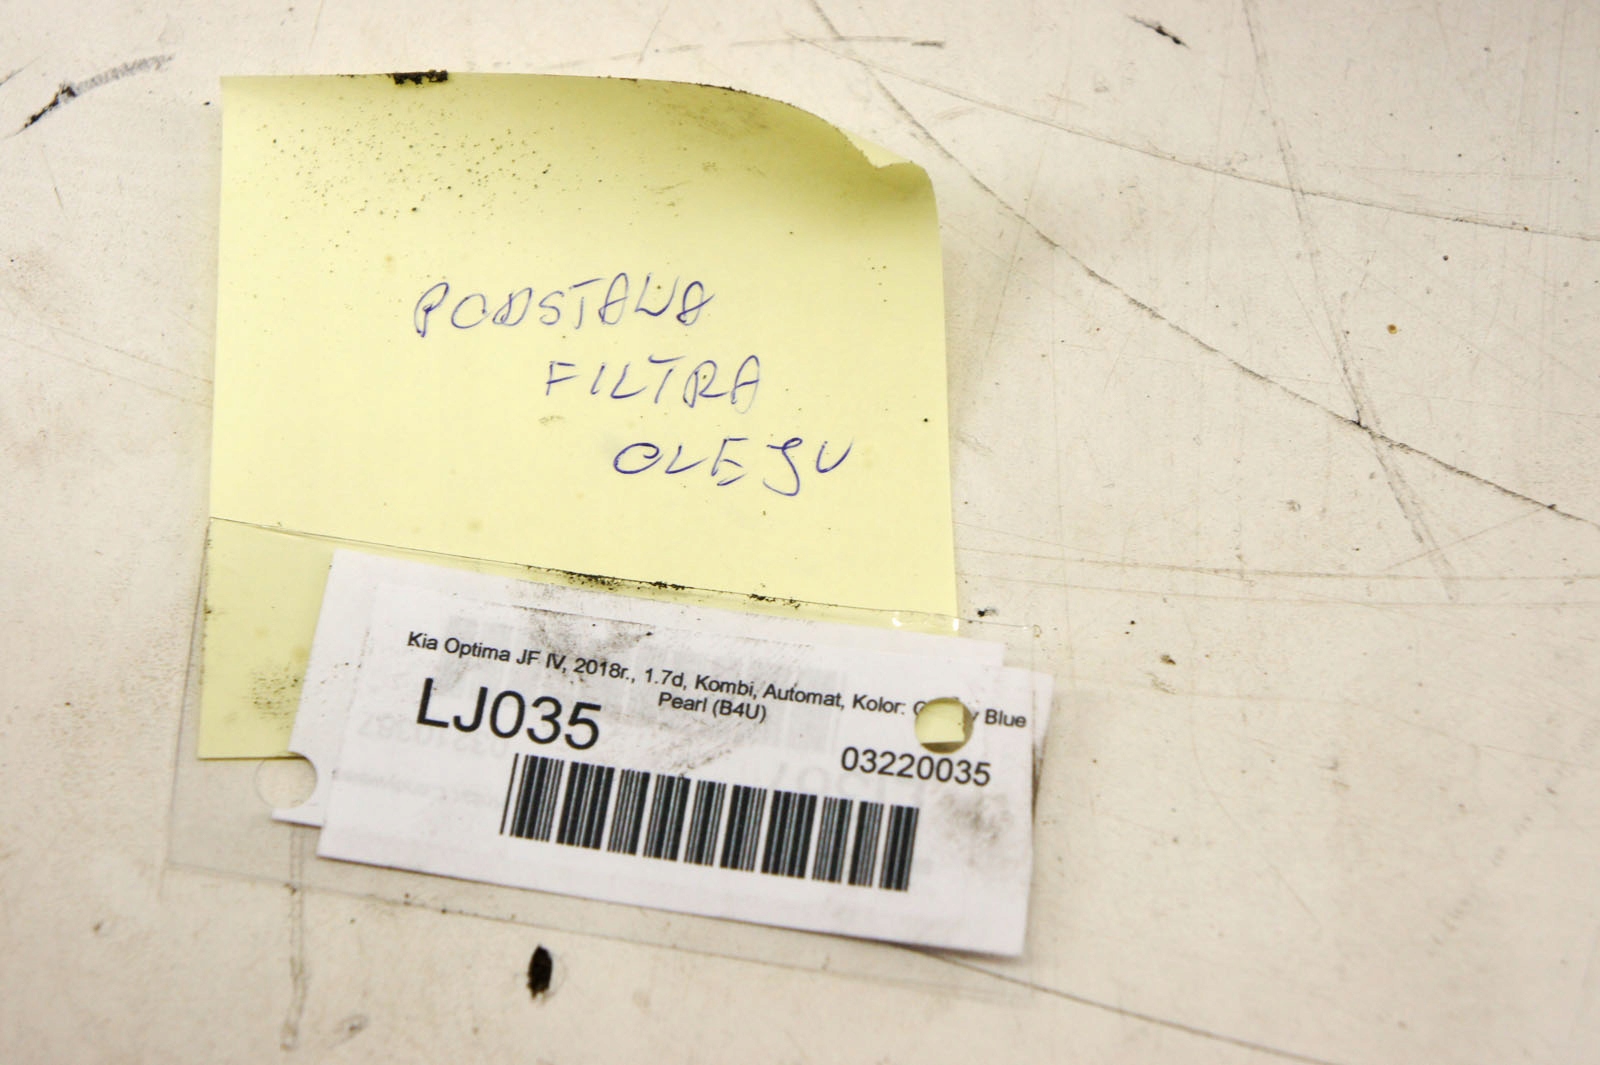 PODSTAWA
FILTRA
OLEJU
Kia Optima JF IV, 2018r., 1.7d, Kombi, Automat, Kolor: Blue
Pearl (B4U)
LJ035
03220035